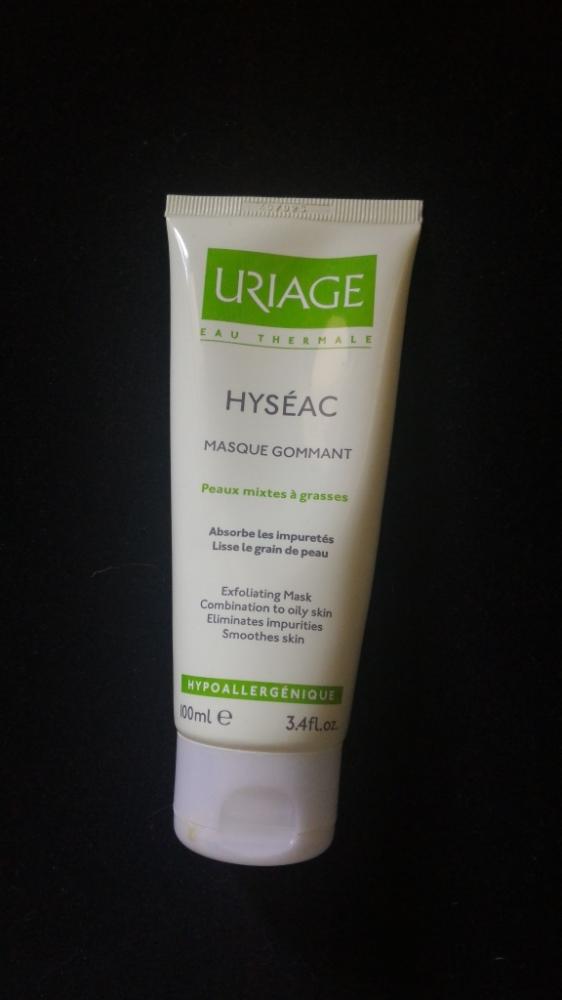 URIAGE
EAU THERMALE
HYSÉAC
MASQUE GOMMANT
Peaux mixtes à grasses
Absorbe les impuretés
Lisse le grain de peau
Exfoliating Mask
Combination to oily skin
Eliminates impurities
Smoothes skin
HYPOALLERGÉNIQUE
100ml ℮ 3.4fl.oz.